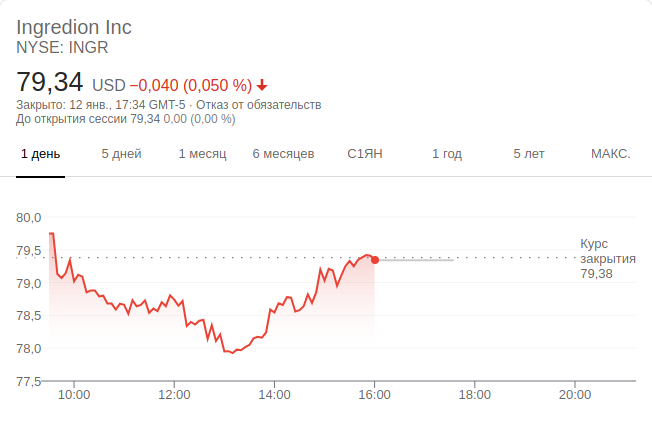 Ingredion Inc
NYSE: INGR
79,34 USD −0,040 (0,050 %)
Закрыто: 12 янв., 17:34 GMT-5 · Отказ от обязательств
До открытия сессии 79,34 0,00 (0,00 %)
1 день 5 дней 1 месяц 6 месяцев С1ЯН 1 год 5 лет МАКС.
80,0
79,5
79,0
78,5
78,0
77,5
Курс
закрытия
79,38
10:00 12:00 14:00 16:00 18:00 20:00